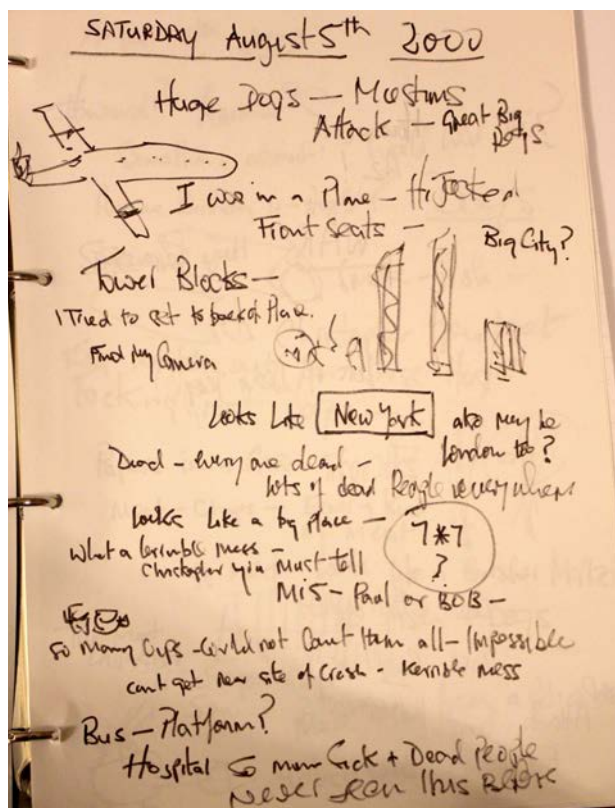 SATURDAY August 5th 2000
Huge Dogs — Museums
Attack — Great Big
Dogs
I was in a Plane — HiJacked
Front Seats —
Big City?
Tower Blocks —
I Tried to get to back of Plane.
Find My Camera
Looks Like New York also may be
London too?
Dead — every one dead —
lots of dead People everywhere
Looks Like a big place — 7*7
?
What a terrible mess —
Christopher you Must tell
Mi5 — Paul or BOB —
So Many Cups — Could not Count them all — Impossible
cant get near site of Crash — terrible mess
Bus — Platform?
Hospital So many Sick + Dead People
Never Seen This Before